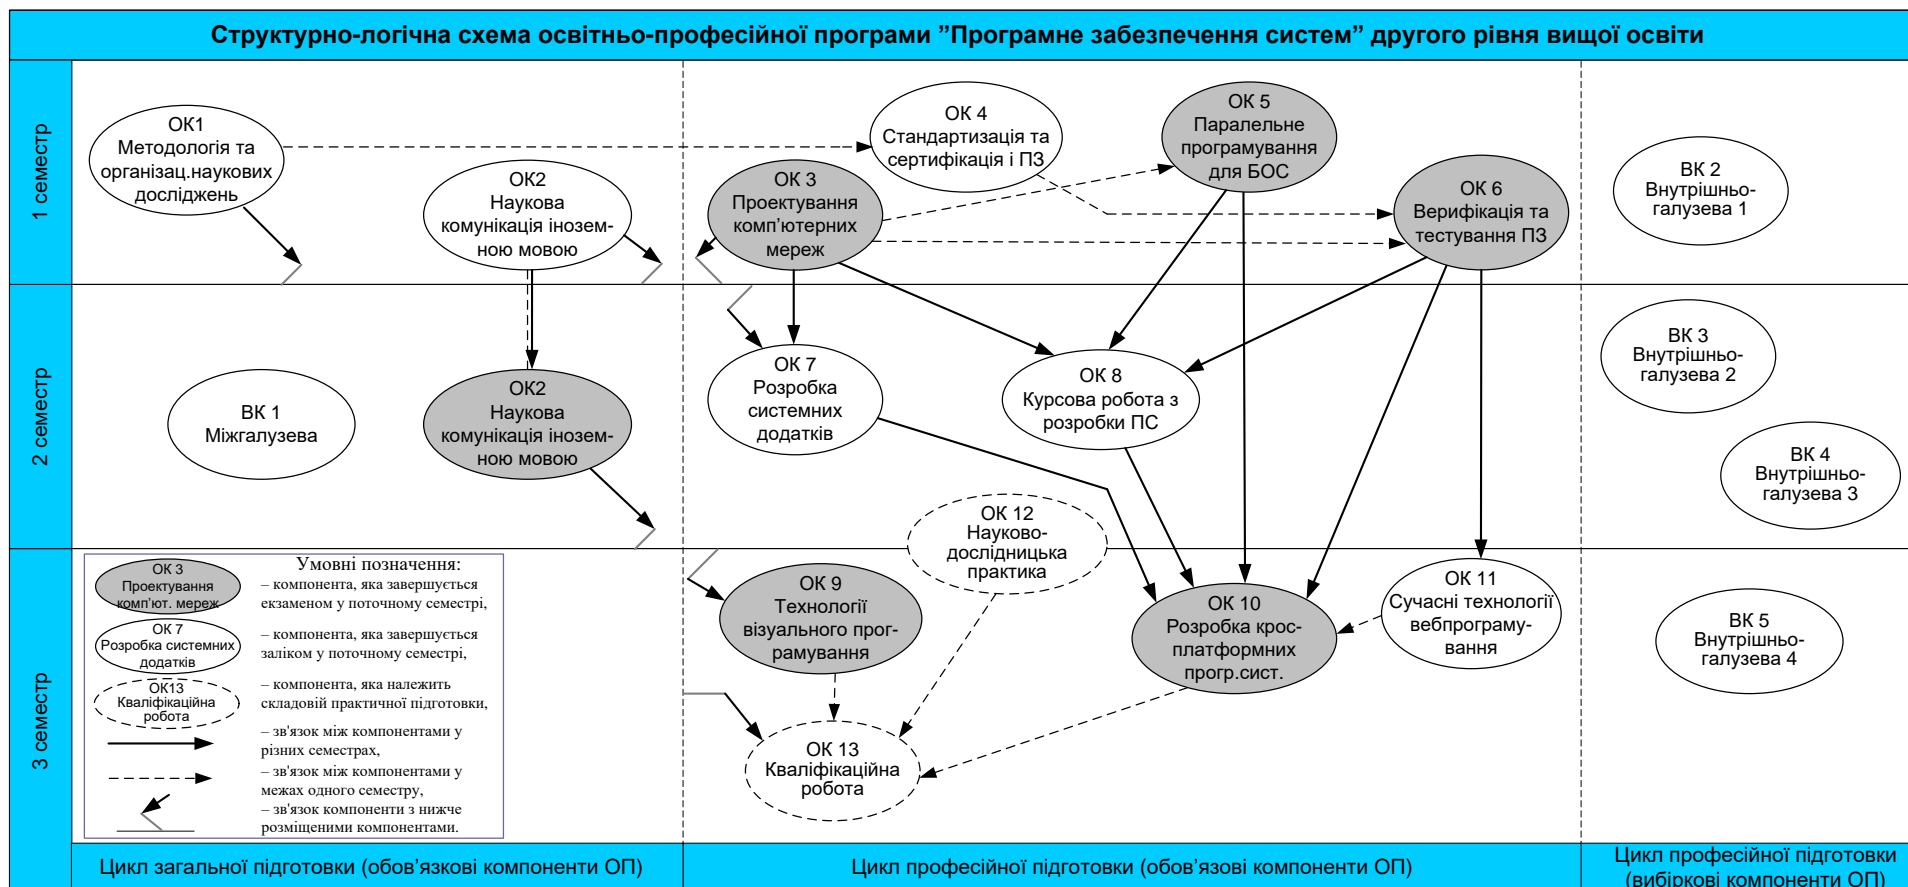 Структурно-логічна схема освітньо-професійної програми ”Програмне забезпечення систем” другого рівня вищої освіти
1 семестр
ОК1
Методологія та
організац.наукових
досліджень
ОК2
Наукова
комунікація інозем-
ною мовою
ОК 3
Проектування
комп’ютерних
мереж
ОК 4
Стандартизація та
сертифікація і ПЗ
ОК 5
Паралельне
програмування
для БОС
ОК 6
Верифікація та
тестування ПЗ
ВК 2
Внутрішньо-
галузева 1
2 семестр
ВК 1
Міжгалузева
ОК2
Наукова
комунікація інозем-
ною мовою
ОК 7
Розробка
системних
додатків
ОК 8
Курсова робота з
розробки ПС
ВК 3
Внутрішньо-
галузева 2
ВК 4
Внутрішньо-
галузева 3
ОК 12
Науково-
дослідницька
практика
3 семестр
ОК 9
Технології
візуального прог-
рамування
ОК 10
Розробка крос-
платформних
прогр.сист.
ОК 11
Сучасні технології
вебпрограму-
вання
ВК 5
Внутрішньо-
галузева 4
ОК 13
Кваліфікаційна
робота
Умовні позначення:
ОК 3
Проектування
комп’ют. мереж
– компонента, яка завершується
екзаменом у поточному семестрі,
ОК 7
Розробка системних
додатків
– компонента, яка завершується
заліком у поточному семестрі,
ОК13
Кваліфікаційна
робота
– компонента, яка належить
складовій практичної підготовки,
– зв'язок між компонентами у
різних семестрах,
– зв'язок між компонентами у
межах одного семестру,
– зв'язок компоненти з нижче
розміщеними компонентами.
Цикл загальної підготовки (обов’язкові компоненти ОП)
Цикл професійної підготовки (обов’язові компоненти ОП)
Цикл професійної підготовки
(вибіркові компоненти ОП)